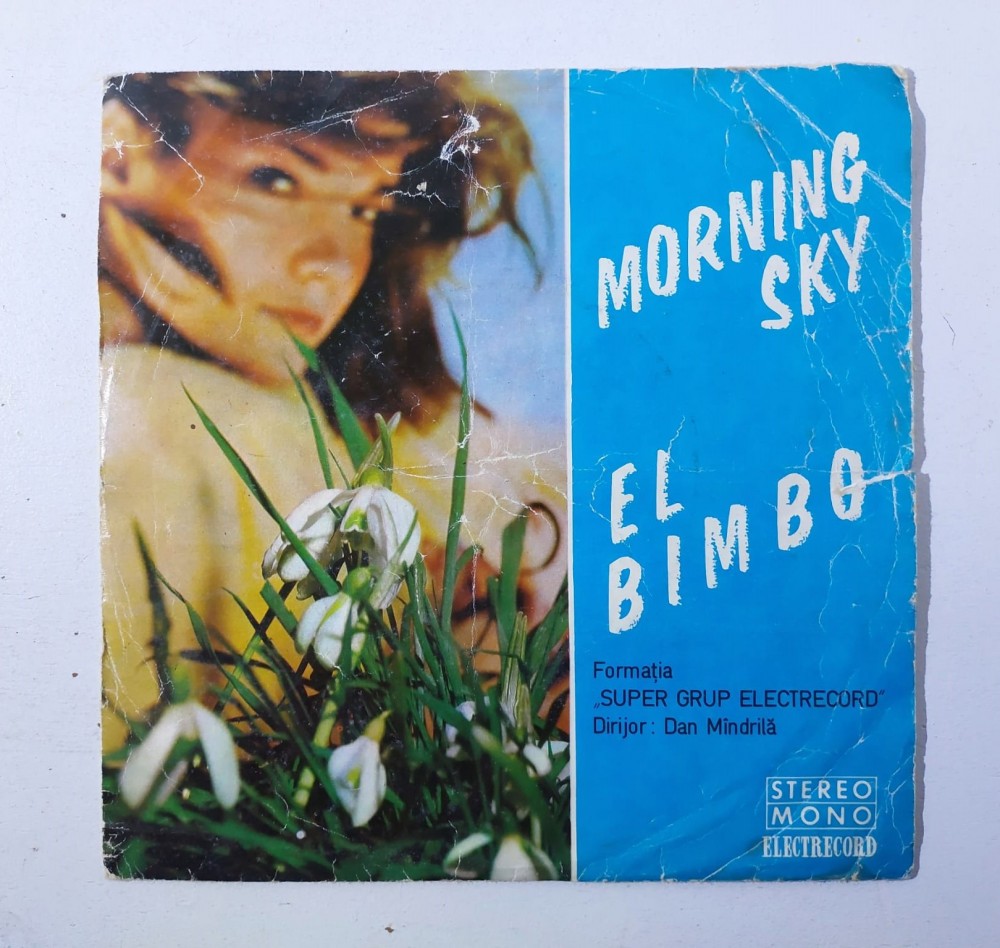 MORNING
SKY
EL
BIMBO
Formația
„SUPER GRUP ELECTRECORD”
Dirijor: Dan Mîndrilă
STEREO
MONO
ELECTRECORD